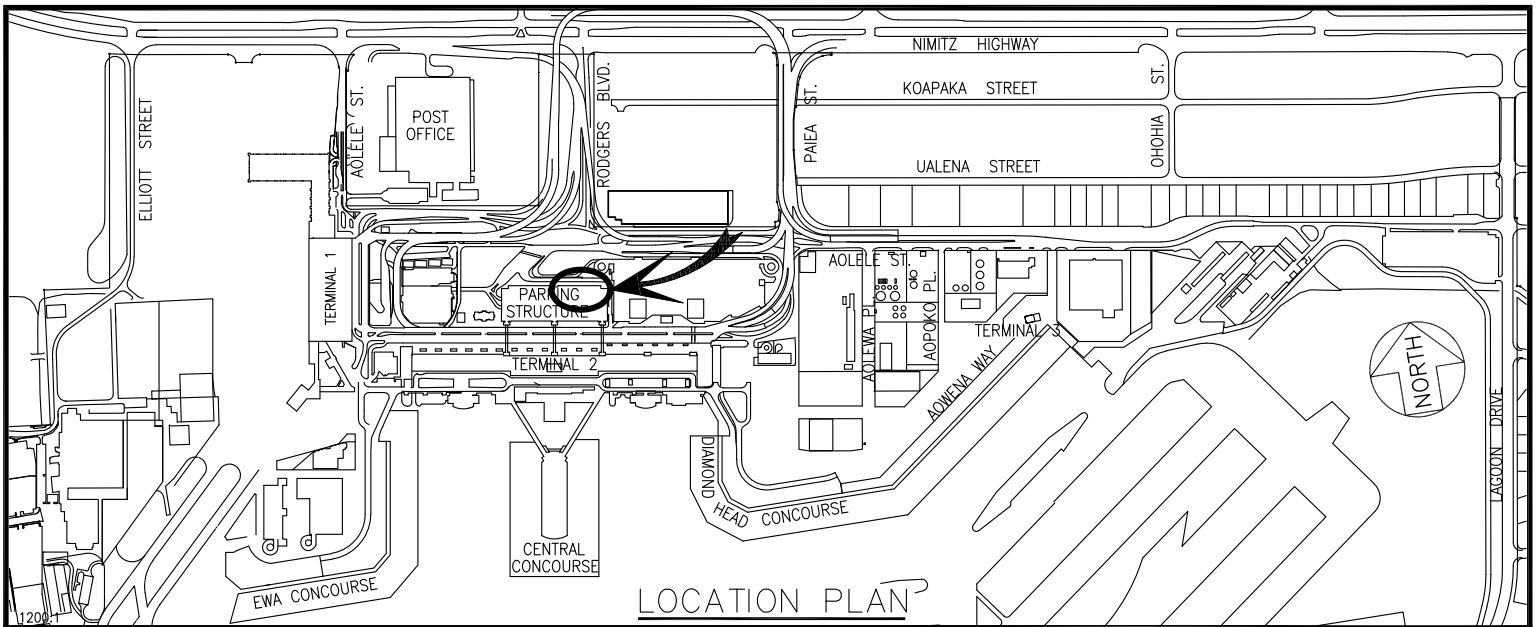 NIMITZ HIGHWAY
KOAPAKA STREET
UALENA STREET
ELLIOTT STREET
AOLELE ST.
POST
OFFICE
RODGERS BLVD.
PAIEA ST.
OHOHIA ST.
TERMINAL 1
PARKING
STRUCTURE
AOLELE ST.
TERMINAL 2
AOLEWA PL.
AOPOKO PL.
TERMINAL 3
AOWENA WAY
NORTH
LAGOON DRIVE
DIAMOND
HEAD CONCOURSE
CENTRAL
CONCOURSE
EWA CONCOURSE
LOCATION PLAN
1200.1